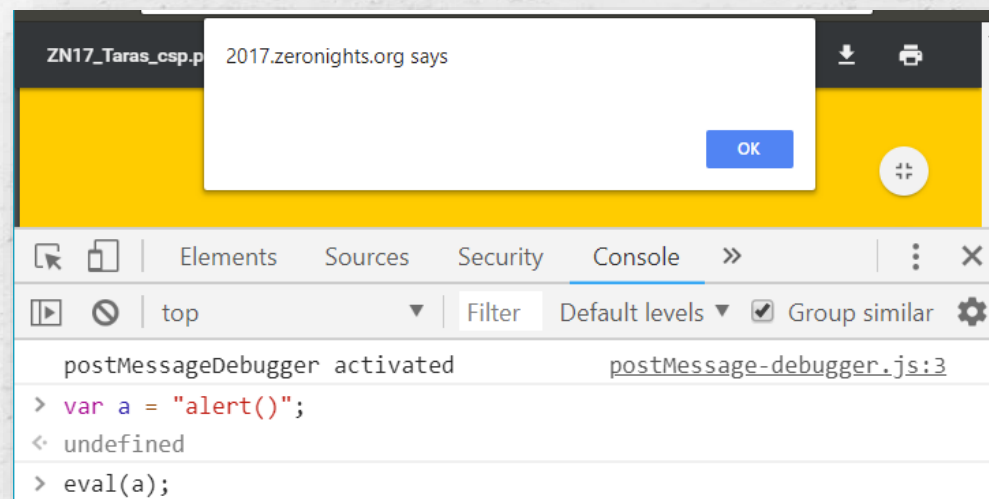 ZN17_Taras_csp.p
2017.zeronights.org says
OK
Elements Sources Security Console »
top Filter Default levels Group similar
postMessageDebugger activated postMessage-debugger.js:3
> var a = "alert()";
undefined
> eval(a);